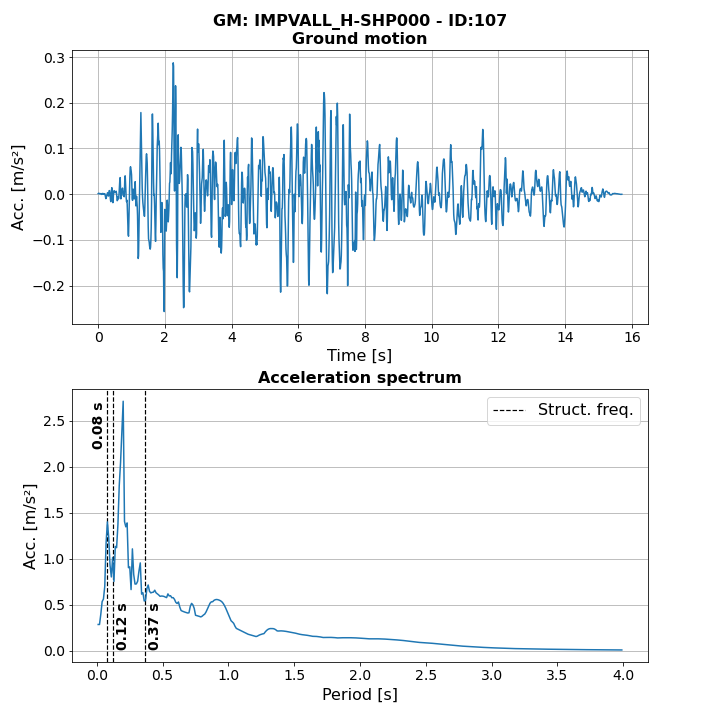 GM: IMPVALL_H-SHP000 - ID:107
Ground motion
0.3
0.2
0.1
0.0
−0.1
−0.2
Acc. [m/s²]
0 2 4 6 8 10 12 14 16
Time [s]
Acceleration spectrum
2.5
2.0
1.5
1.0
0.5
0.0
Acc. [m/s²]
0.08 s
0.12 s
0.37 s
Struct. freq.
0.0 0.5 1.0 1.5 2.0 2.5 3.0 3.5 4.0
Period [s]